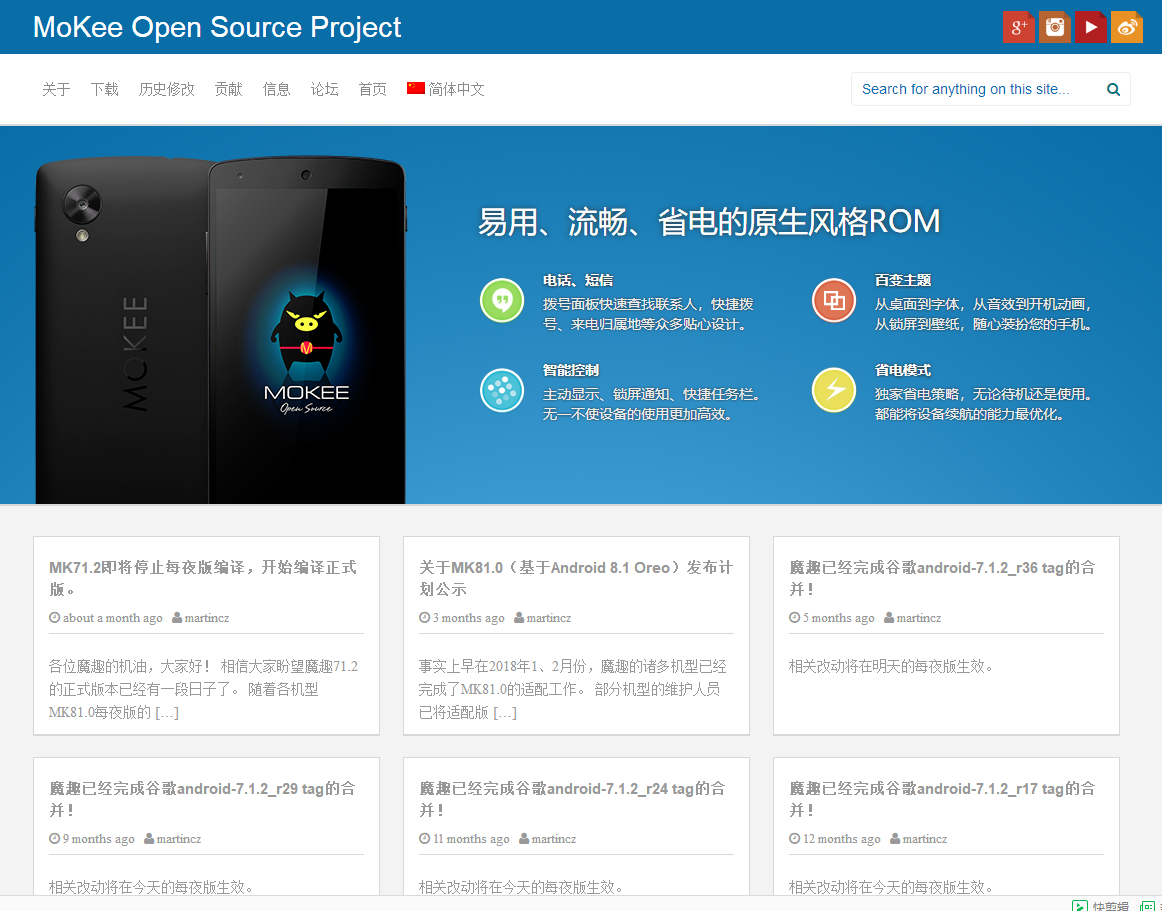 MoKee Open Source Project
g+
关于 下载 历史修改 贡献 信息 论坛 首页 简体中文
Search for anything on this site...
易用、流畅、省电的原生风格ROM
电话、短信
拨号面板快速查找联系人，快捷拨
号、来电归属地等众多贴心设计。
百变主题
从桌面到字体，从音效到开机动画，
从锁屏到壁纸，随心装扮您的手机。
智能控制
主动显示、锁屏通知、快捷任务栏。
无一不使设备的使用更加高效。
省电模式
独家省电策略，无论待机还是使用。
都能将设备续航的能力最优化。
MOKEE
M
MOKEE
Open Source
MK71.2即将停止每夜版编译，开始编译正式
版。
about a month ago martincz
各位魔趣的机油，大家好！ 相信大家盼望魔趣71.2
的正式版本已经有一段日子了。 随着各机型
MK81.0每夜版的 […]
关于MK81.0（基于Android 8.1 Oreo）发布计
划公示
3 months ago martincz
事实上早在2018年1、2月份，魔趣的诸多机型已经
完成了MK81.0的适配工作。 部分机型的维护人员
已将适配版 […]
魔趣已经完成谷歌android-7.1.2_r36 tag的合
并！
5 months ago martincz
相关改动将在明天的每夜版生效。
魔趣已经完成谷歌android-7.1.2_r29 tag的合
并！
9 months ago martincz
相关改动将在今天的每夜版生效。
魔趣已经完成谷歌android-7.1.2_r24 tag的合
并！
11 months ago martincz
相关改动将在今天的每夜版生效。
魔趣已经完成谷歌android-7.1.2_r17 tag的合
并！
12 months ago martincz
相关改动将在今天的每夜版生效。
快剪辑